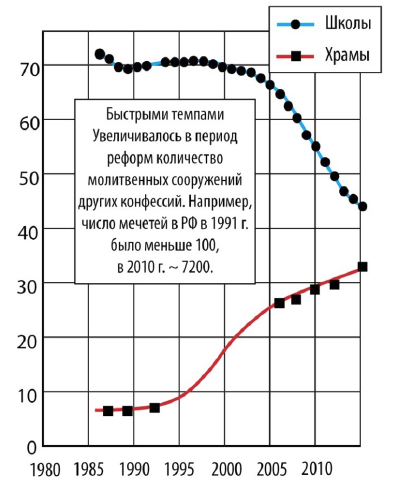 Школы
Храмы
70
60
50
40
30
20
10
0
Быстрыми темпами
Увеличивалось в период
реформ количество
молитвенных сооружений
других конфессий. Например,
число мечетей в РФ в 1991 г.
было меньше 100,
в 2010 г. ~ 7200.
1980 1985 1990 1995 2000 2005 2010